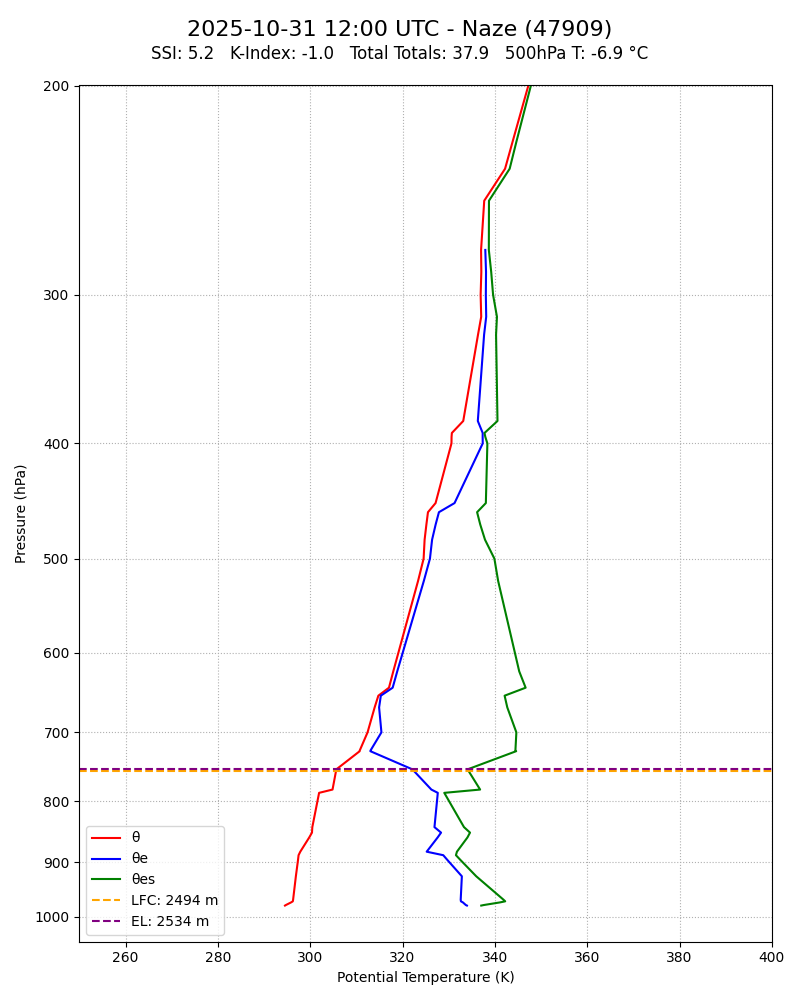 2025-10-31 12:00 UTC - Naze (47909)
SSI: 5.2   K-Index: -1.0   Total Totals: 37.9   500hPa T: -6.9 °C
200
300
400
500
600
700
800
900
1000
Pressure (hPa)
θ
θe
θes
LFC: 2494 m
EL: 2534 m
260 280 300 320 340 360 380 400
Potential Temperature (K)